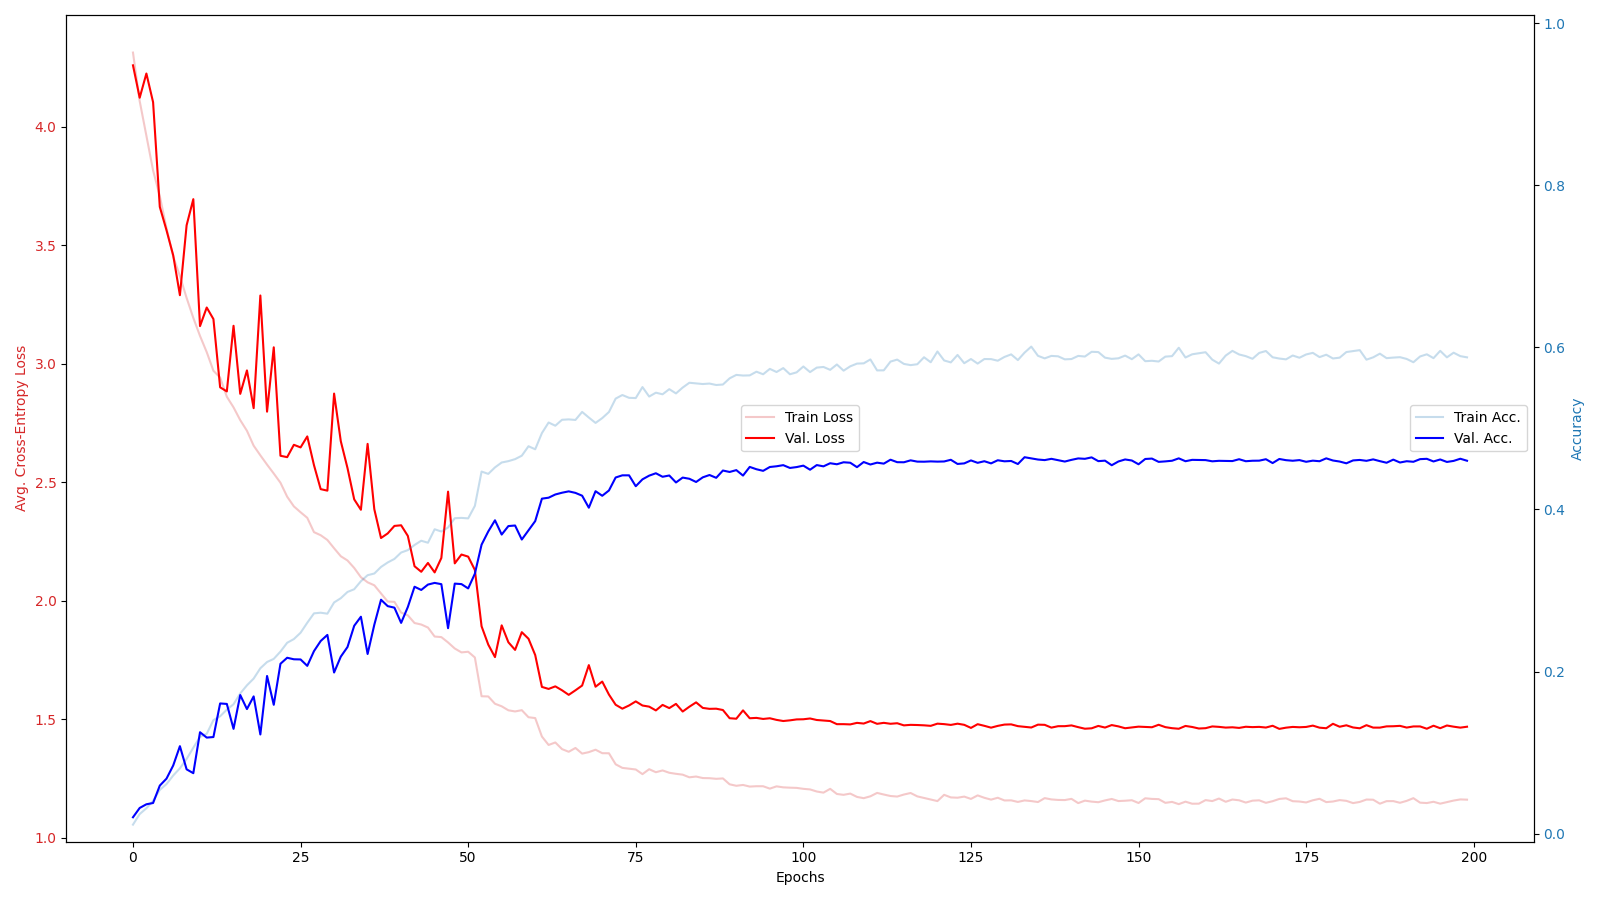 1.0
4.0
0.8
3.5
3.0
0.6
Avg. Cross-Entropy Loss
Train Loss
Val. Loss
Train Acc.
Val. Acc.
Accuracy
2.5
0.4
2.0
0.2
1.5
1.0
0.0
0 25 50 75 100 125 150 175 200
Epochs